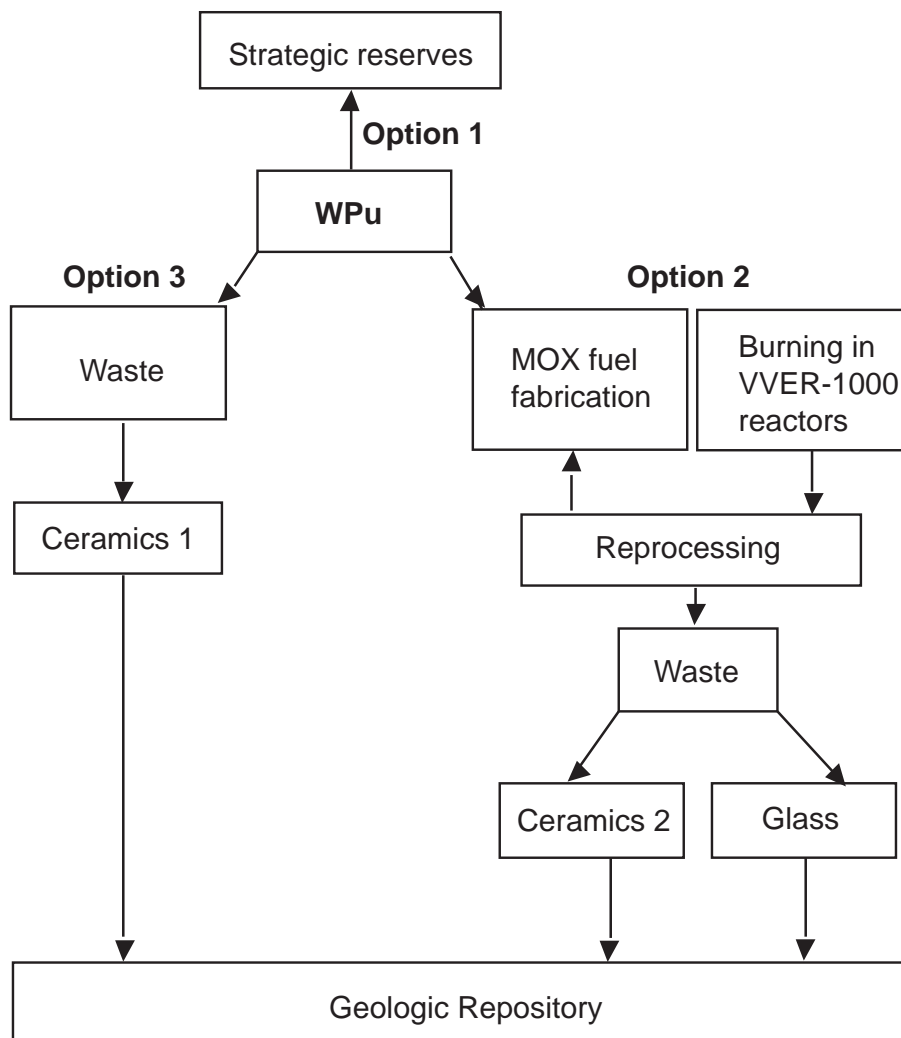 Strategic reserves
Option 1
WPu
Option 3
Option 2
Waste
MOX fuel
fabrication
Burning in
VVER-1000
reactors
Ceramics 1
Reprocessing
Waste
Ceramics 2
Glass
Geologic Repository